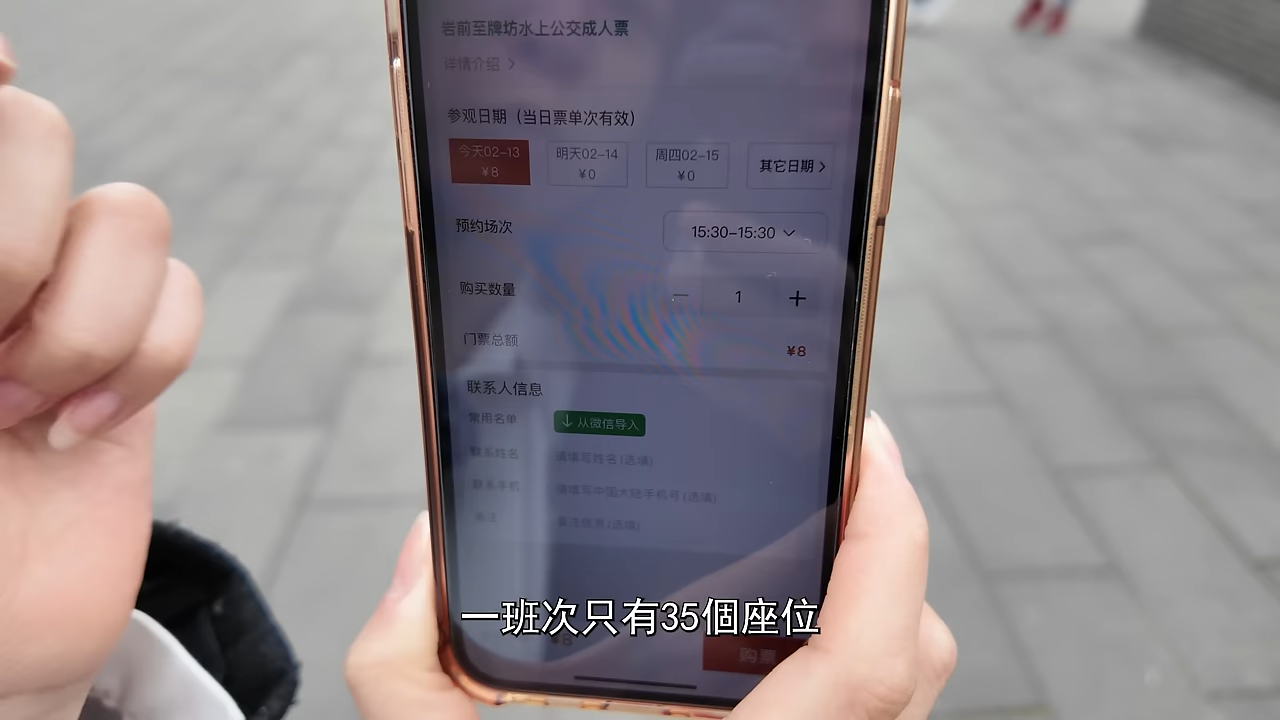 岩前至牌坊水上公交成人票
详情介绍 >
参观日期（当日票单次有效）
今天02-13 明天02-14 周四02-15 其它日期 >
¥8 ¥0 ¥0
预约场次 15:30-15:30
购买数量 — 1 +
门票总额 ¥8
联系人信息
常用名单 从微信导入
联系姓名 请填写姓名(选填)
联系手机 请填写中国大陆手机号(选填)
备注 备注信息(选填)
一班次只有35個座位
¥8 购票